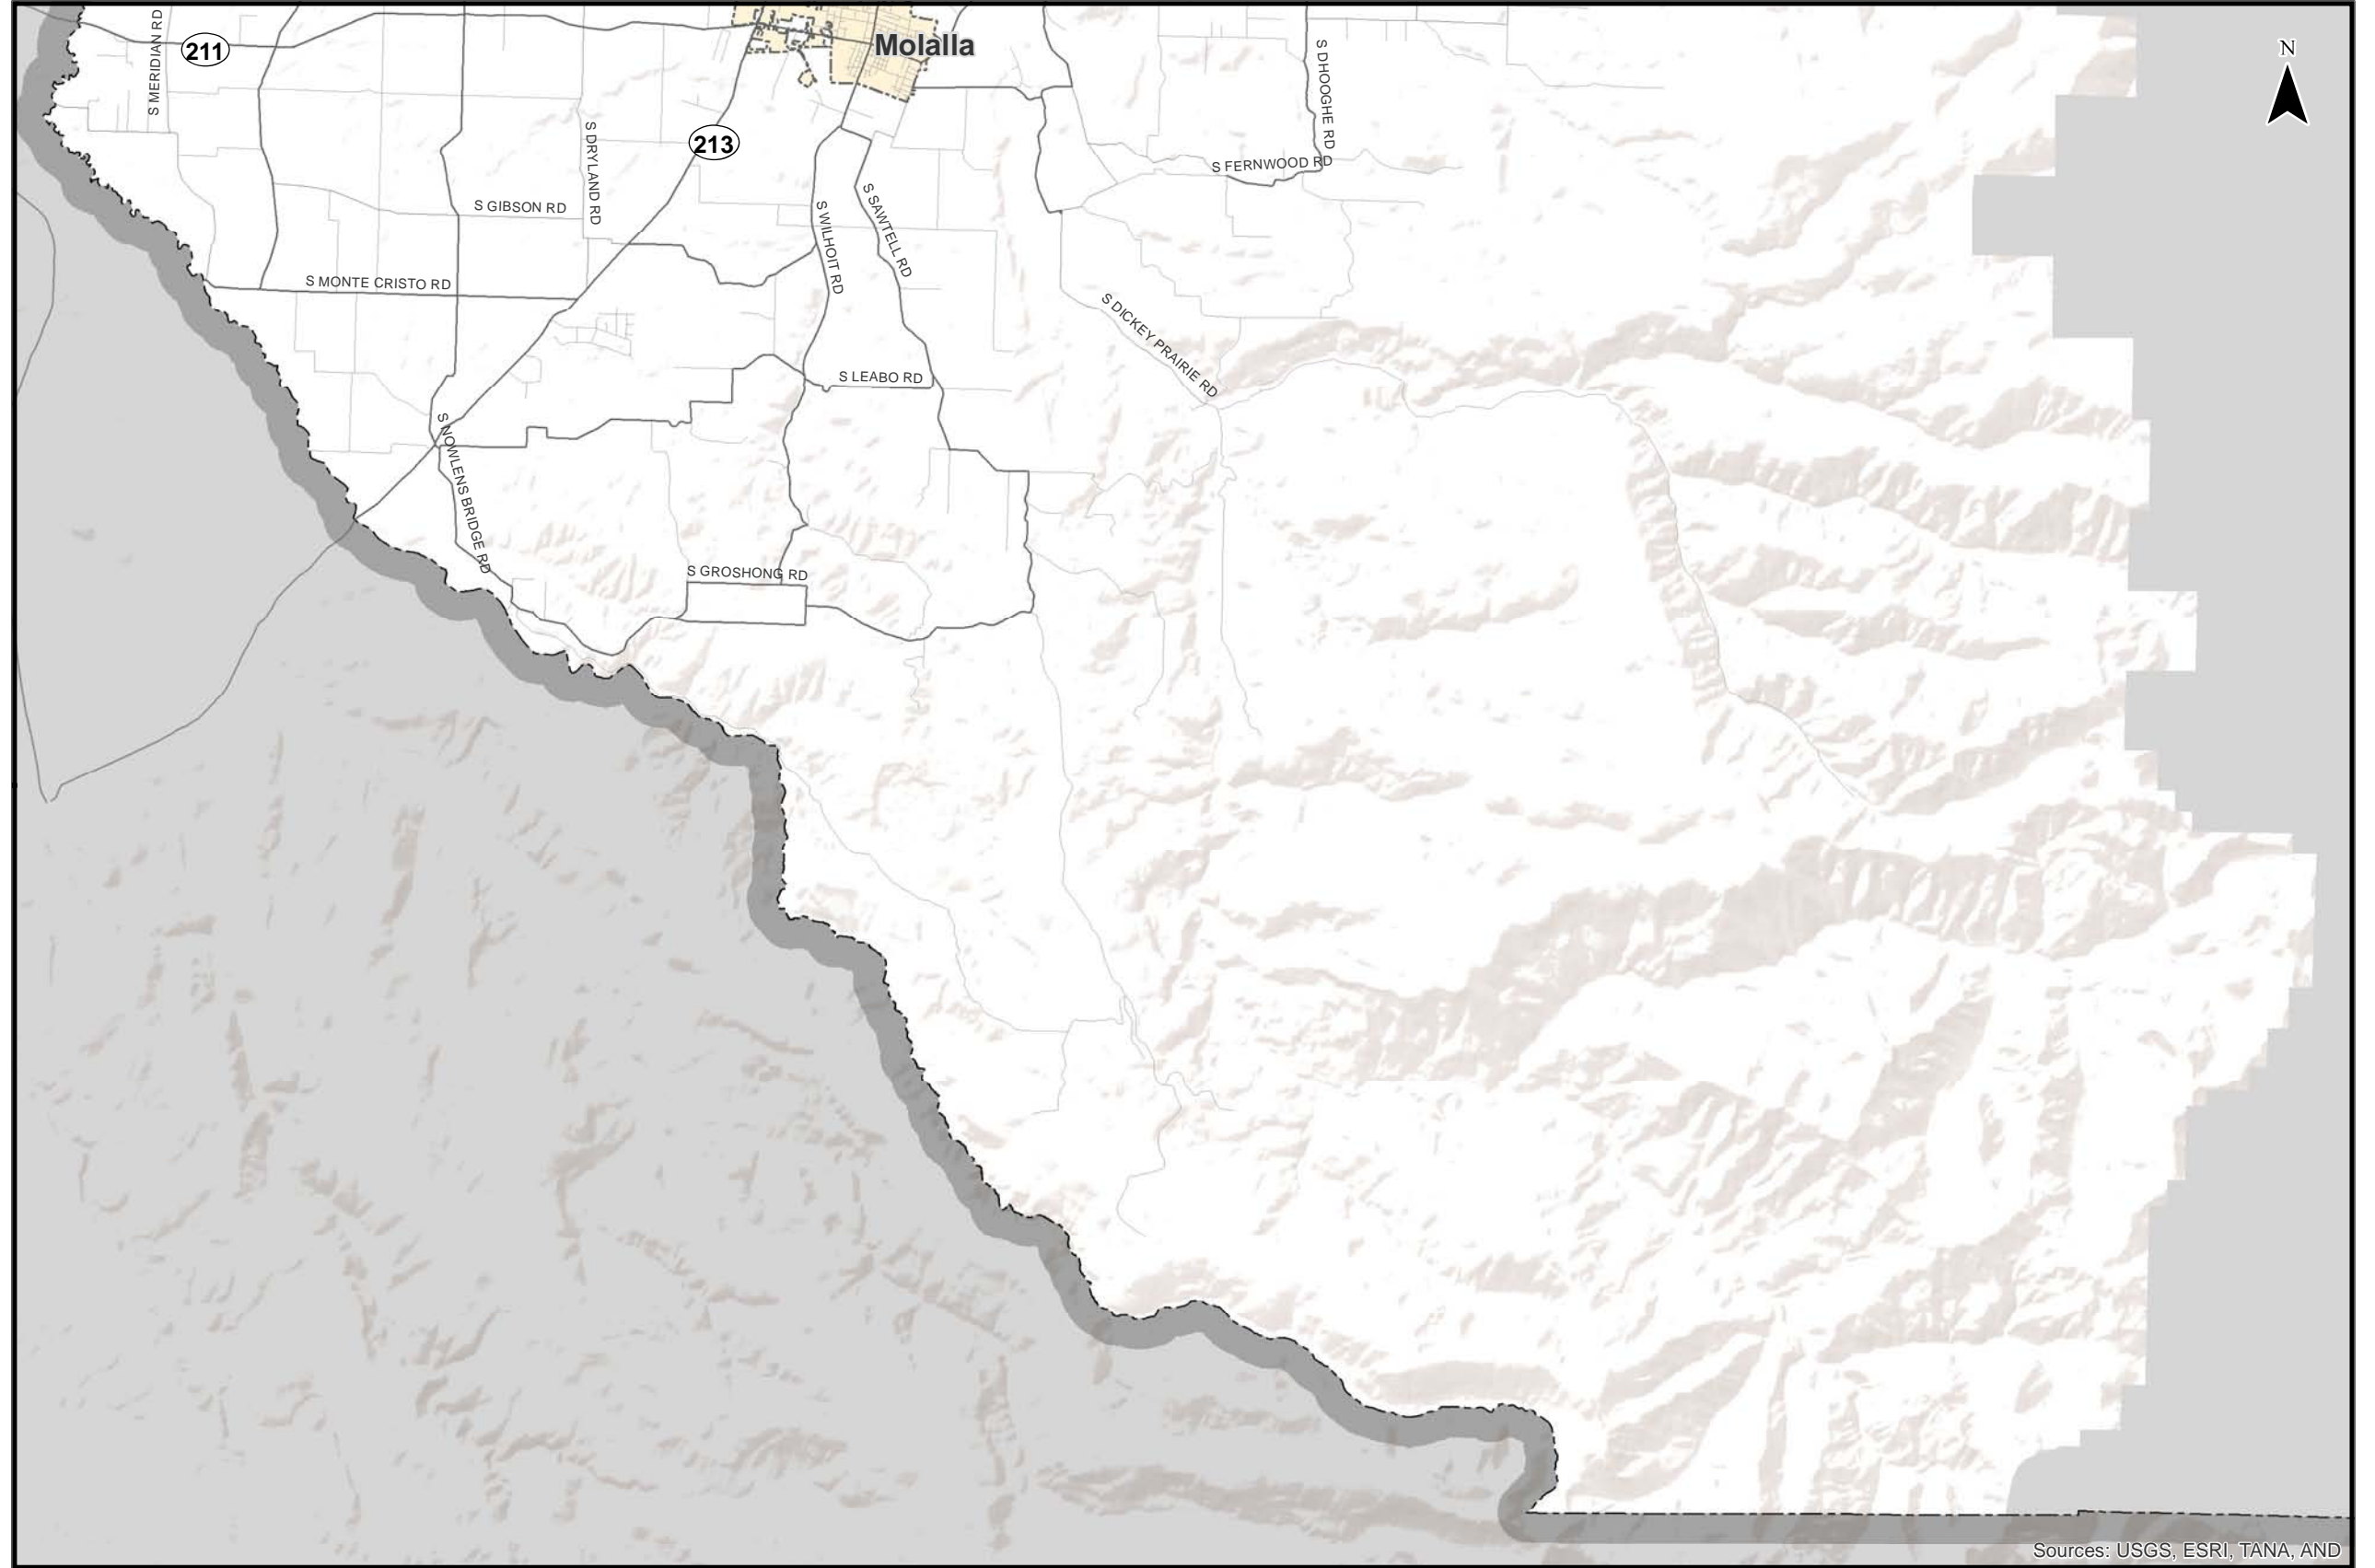 S MERIDIAN RD
211
Molalla
N
S DHOOGHE RD
213
S DRYLAND RD
S FERNWOOD RD
S GIBSON RD
S WILHOIT RD
S SAWTELL RD
S MONTE CRISTO RD
S DICKEY PRAIRIE RD
S LEABO RD
S NOWLENS BRIDGE RD
S GROSHONG RD
Sources: USGS, ESRI, TANA, AND